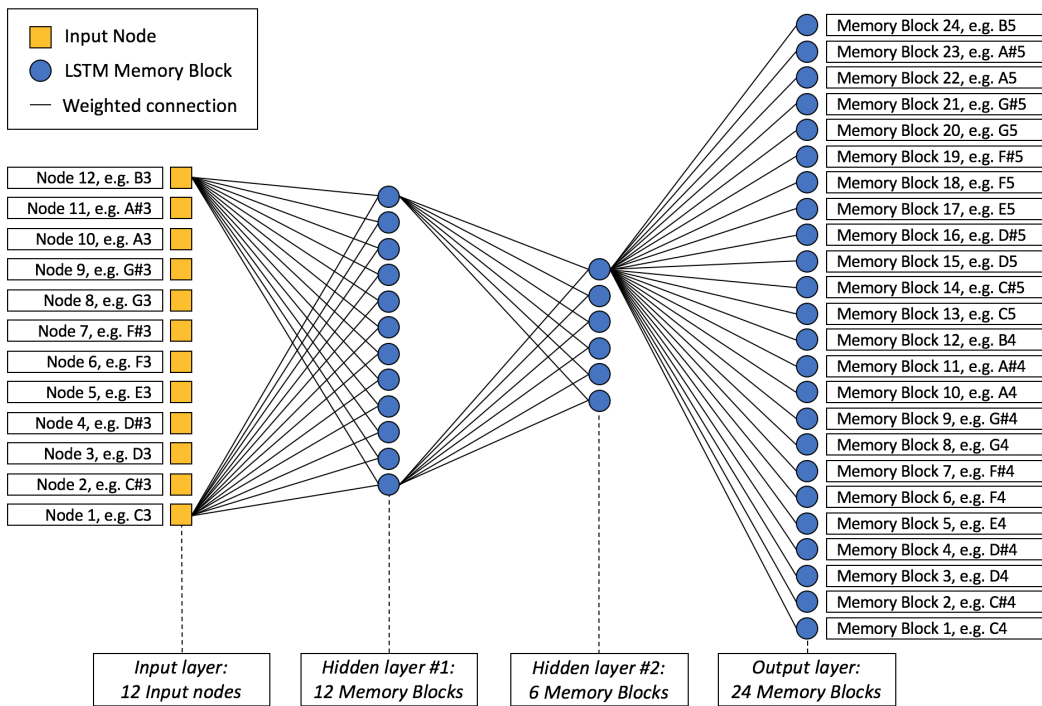 Input Node
LSTM Memory Block
Weighted connection
Node 12, e.g. B3
Node 11, e.g. A#3
Node 10, e.g. A3
Node 9, e.g. G#3
Node 8, e.g. G3
Node 7, e.g. F#3
Node 6, e.g. F3
Node 5, e.g. E3
Node 4, e.g. D#3
Node 3, e.g. D3
Node 2, e.g. C#3
Node 1, e.g. C3
Memory Block 24, e.g. B5
Memory Block 23, e.g. A#5
Memory Block 22, e.g. A5
Memory Block 21, e.g. G#5
Memory Block 20, e.g. G5
Memory Block 19, e.g. F#5
Memory Block 18, e.g. F5
Memory Block 17, e.g. E5
Memory Block 16, e.g. D#5
Memory Block 15, e.g. D5
Memory Block 14, e.g. C#5
Memory Block 13, e.g. C5
Memory Block 12, e.g. B4
Memory Block 11, e.g. A#4
Memory Block 10, e.g. A4
Memory Block 9, e.g. G#4
Memory Block 8, e.g. G4
Memory Block 7, e.g. F#4
Memory Block 6, e.g. F4
Memory Block 5, e.g. E4
Memory Block 4, e.g. D#4
Memory Block 3, e.g. D4
Memory Block 2, e.g. C#4
Memory Block 1, e.g. C4
Input layer:
12 Input nodes
Hidden layer #1:
12 Memory Blocks
Hidden layer #2:
6 Memory Blocks
Output layer:
24 Memory Blocks